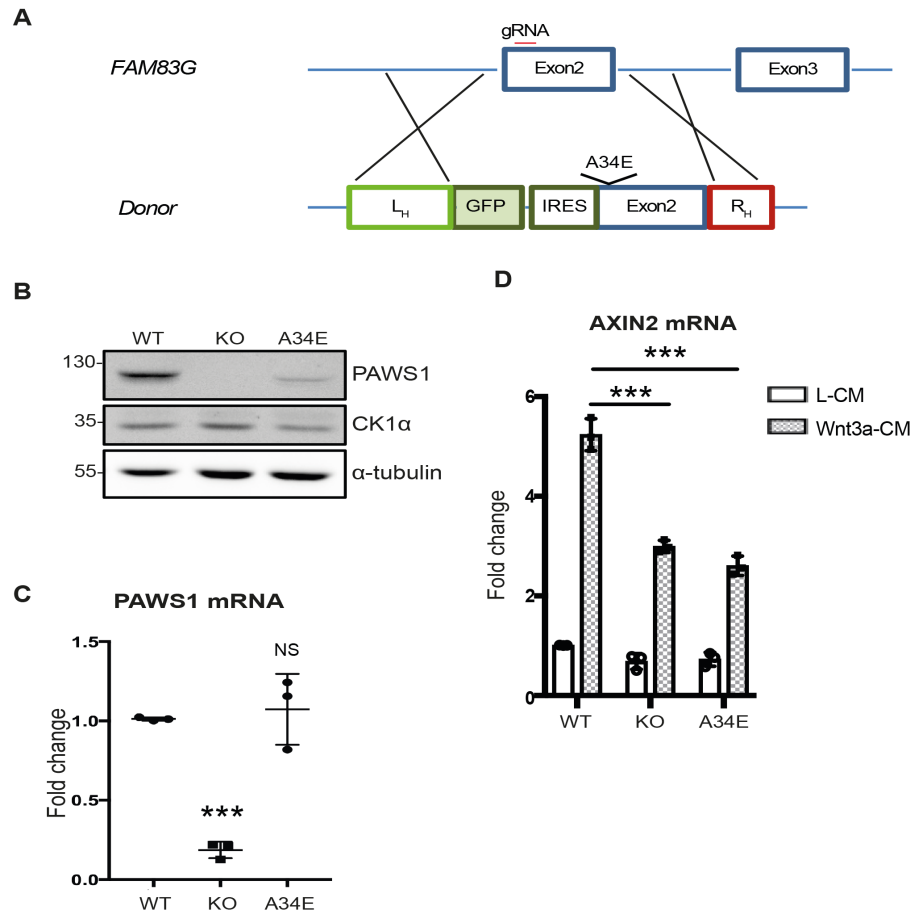 A
gRNA
FAM83G
Exon2
Exon3
A34E
Donor
LH
GFP
IRES
Exon2
RH
B
WT KO A34E
130-
PAWS1
35-
CK1α
55-
α-tubulin
C
PAWS1 mRNA
Fold change
1.5
1.0
0.5
0.0
NS
***
WT KO A34E
D
AXIN2 mRNA
***
***
L-CM
Wnt3a-CM
Fold change
6
4
2
0
WT KO A34E